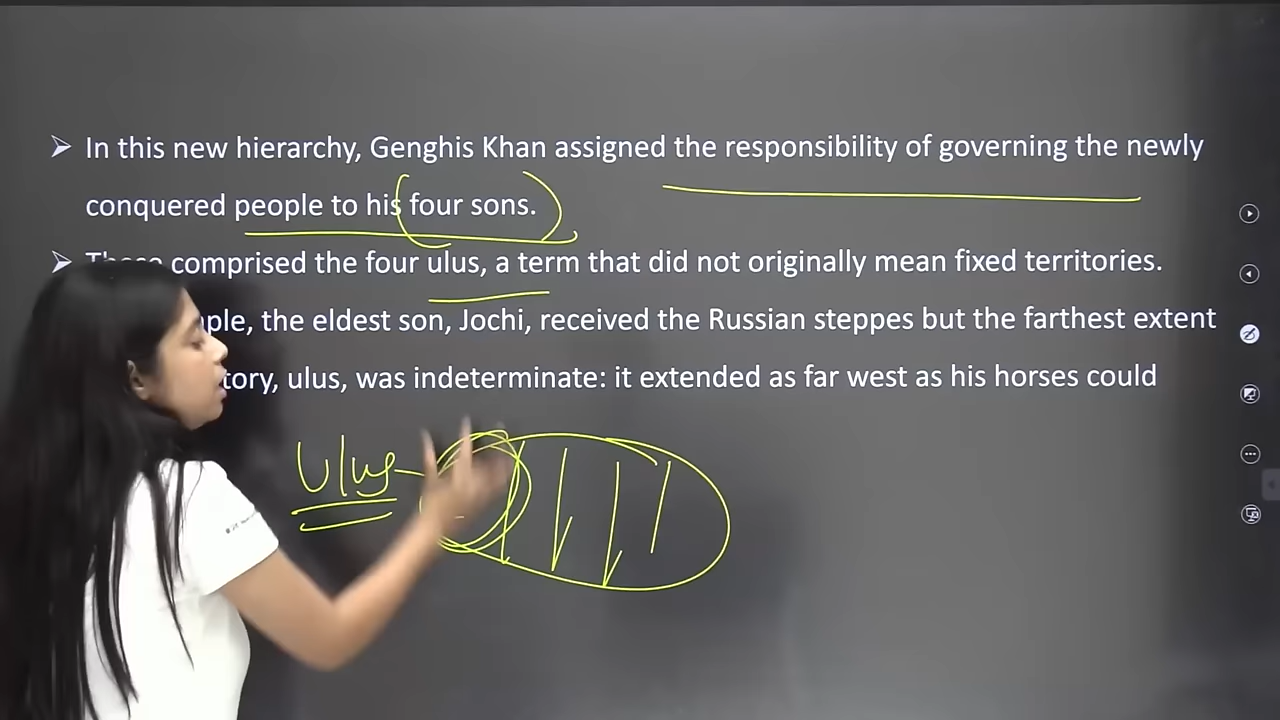 In this new hierarchy, Genghis Khan assigned the responsibility of governing the newly
conquered people to his four sons.
comprised the four ulus, a term that did not originally mean fixed territories.
the eldest son, Jochi, received the Russian steppes but the farthest extent
ulus, was indeterminate: it extended as far west as his horses could
Ulus